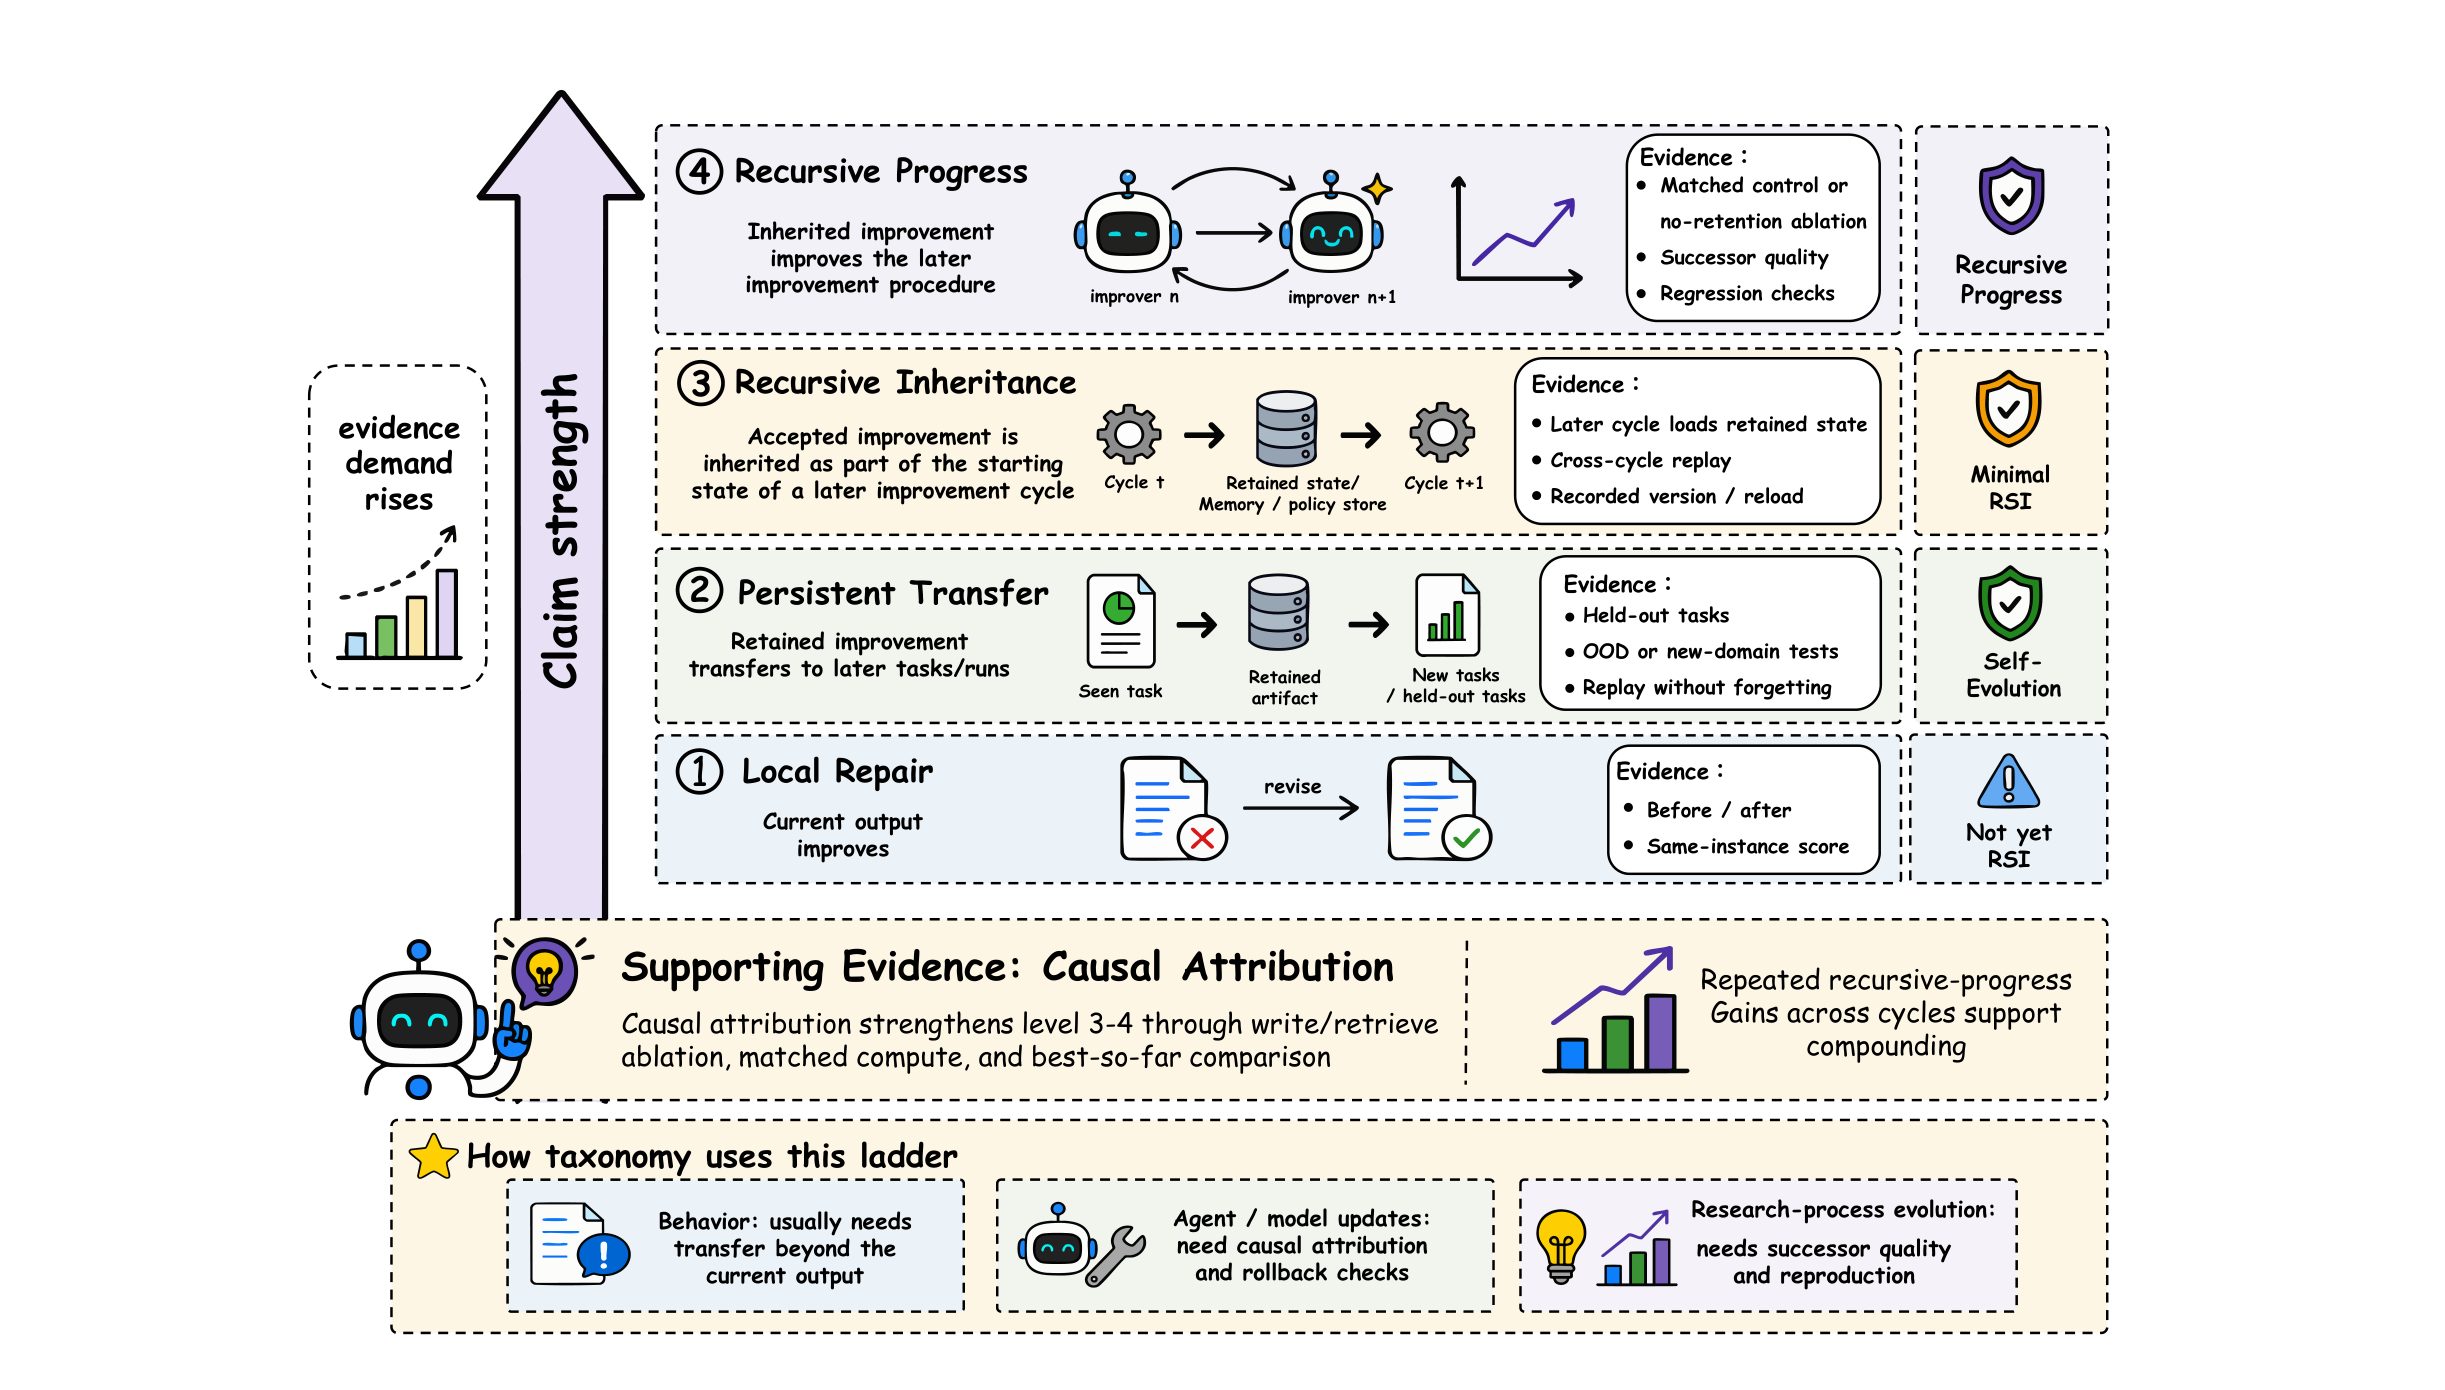 Claim strength
evidence
demand
rises
4 Recursive Progress
Inherited improvement
improves the later
improvement procedure
improver n
improver n+1
Evidence :
• Matched control or
no-retention ablation
• Successor quality
• Regression checks
Recursive
Progress
3 Recursive Inheritance
Accepted improvement is
inherited as part of the starting
state of a later improvement cycle
Cycle t
Retained state/
Memory / policy store
Cycle t+1
Evidence :
• Later cycle loads retained state
• Cross-cycle replay
• Recorded version / reload
Minimal
RSI
2 Persistent Transfer
Retained improvement
transfers to later tasks/runs
Seen task
Retained
artifact
New tasks
/ held-out tasks
Evidence :
• Held-out tasks
• OOD or new-domain tests
• Replay without forgetting
Self-
Evolution
1 Local Repair
Current output
improves
revise
Evidence :
• Before / after
• Same-instance score
Not yet
RSI
Supporting Evidence: Causal Attribution
Causal attribution strengthens level 3-4 through write/retrieve
ablation, matched compute, and best-so-far comparison
Repeated recursive-progress
Gains across cycles support
compounding
How taxonomy uses this ladder
Behavior: usually needs
transfer beyond the
current output
Agent / model updates:
need causal attribution
and rollback checks
Research-process evolution:
needs successor quality
and reproduction